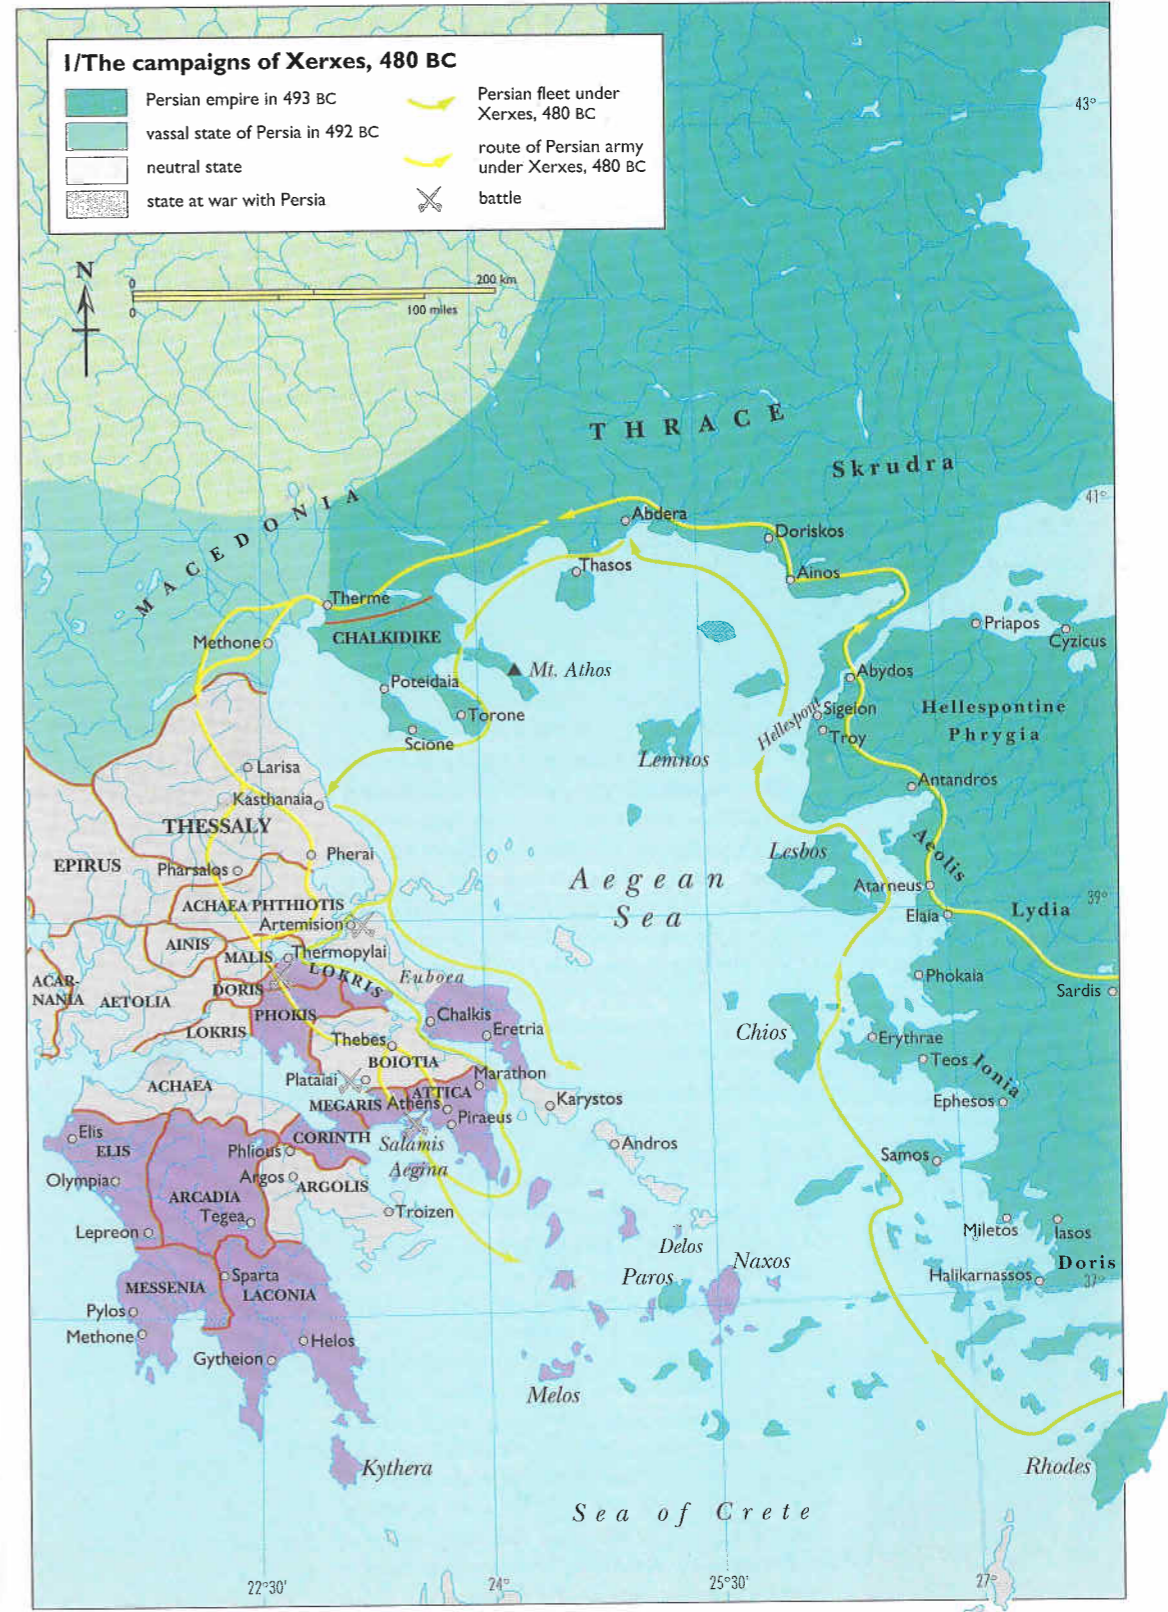 1/The campaigns of Xerxes, 480 BC
Persian empire in 493 BC
vassal state of Persia in 492 BC
neutral state
state at war with Persia
Persian fleet under
Xerxes, 480 BC
route of Persian army
under Xerxes, 480 BC
battle
N
0
200 km
0
100 miles
43°
THRACE
Skrudra
41°
MACEDONIA
Abdera
Doriskos
Thasos
Ainos
Therme
Priapos
Cyzicus
CHALKIDIKE
Methone
Mt. Athos
Abydos
Poteidaia
Torone
Sigeion
Hellespontine
Phrygia
Hellespont
Scione
Troy
Lemnos
Larisa
Antandros
Kasthanaia
THESSALY
Aeolis
Lesbos
EPIRUS
Pharsalos
Pherai
Aegean
Sea
Atarneus
39°
ACHAEA PHTHIOTIS
Elaia
Lydia
Artemision
AINIS
MALIS
Thermopylai
LOKRIS
Euboea
Phokaia
Sardis
ACAR-
NANIA
AETOLIA
DORIS
PHOKIS
Chalkis
Eretria
LOKRIS
Thebes
Chios
Erythrae
Teos
Ionia
BOIOTIA
Plataiai
Marathon
ACHAEA
ATTICA
MEGARIS
Athens
Karystos
Ephesos
Piraeus
Elis
ELIS
CORINTH
Salamis
Andros
Phlious
Samos
Aegina
Olympia
Argos
ARGOLIS
ARCADIA
Tegea
Troizen
Lepreon
Miletos
Iasos
Delos
Naxos
Doris
Paros
Halikarnassos
37°
Sparta
MESSENIA
LACONIA
Pylos
Methone
Helos
Gytheion
Melos
Kythera
Rhodes
Sea of Crete
22°30'
24°
25°30'
27°